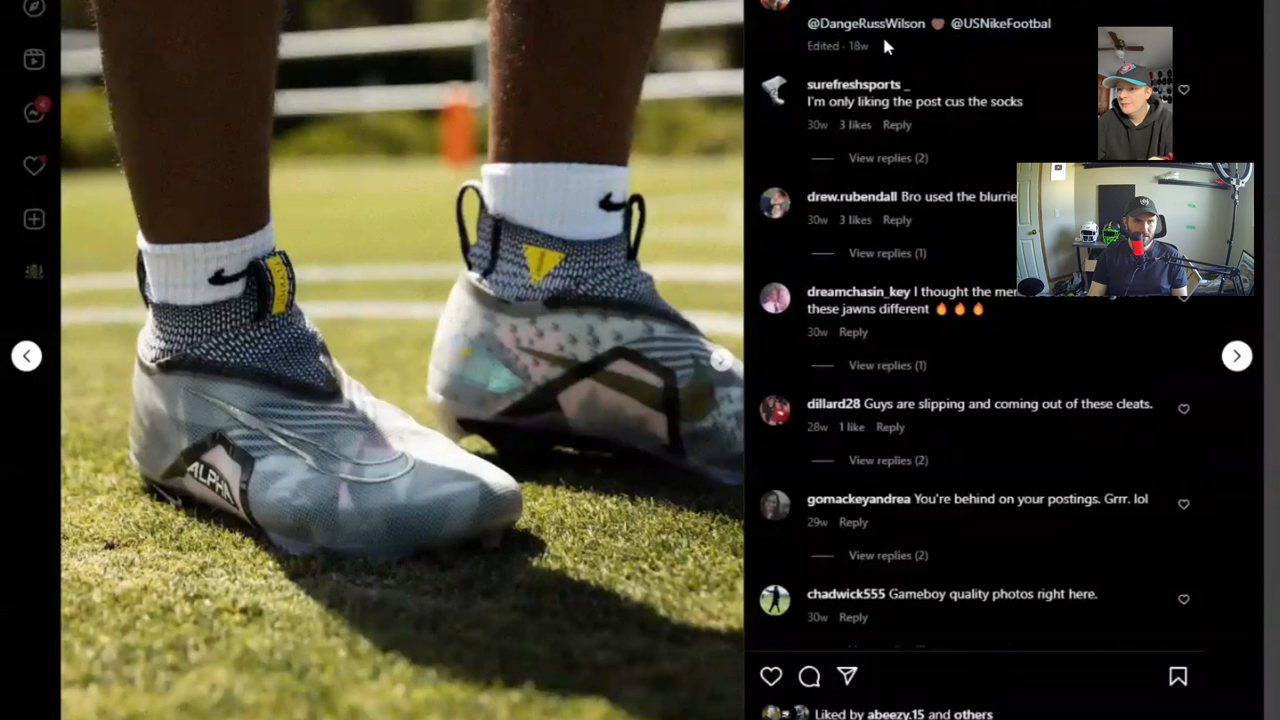 @DangeRussWilson 🤎 @USNikeFootbal
Edited · 18w
surefreshsports _
I'm only liking the post cus the socks
30w 3 likes Reply
View replies (2)
drew.rubendall Bro used the blurrie
30w 3 likes Reply
View replies (1)
dreamchasin_key I thought the
these jawns different 🔥🔥🔥
30w Reply
View replies (1)
dillard28 Guys are slipping and coming out of these cleats.
28w 1 like Reply
View replies (2)
gomackeyandrea You're behind on your postings. Grrr. lol
29w Reply
View replies (2)
chadwick555 Gameboy quality photos right here.
30w Reply
Liked by abeezy.15 and others
ALPHA